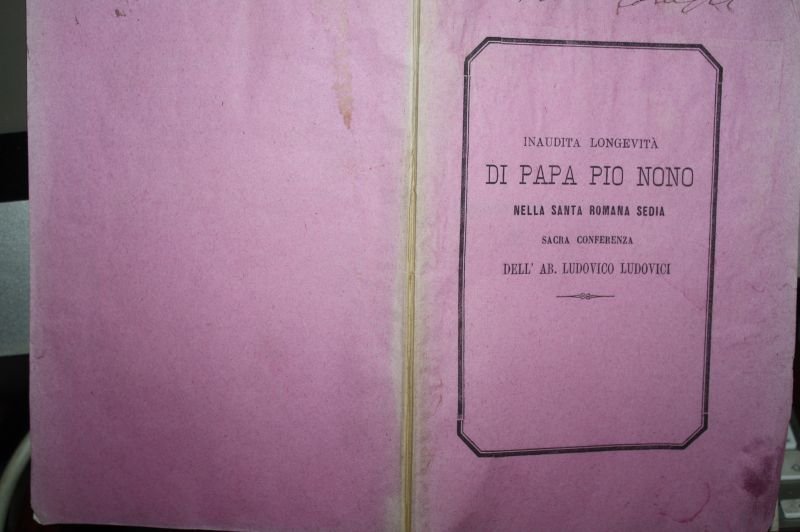 INAUDITA LONGEVITÀ
DI PAPA PIO NONO
NELLA SANTA ROMANA SEDIA
SACRA CONFERENZA
DELL' AB. LUDOVICO LUDOVICI